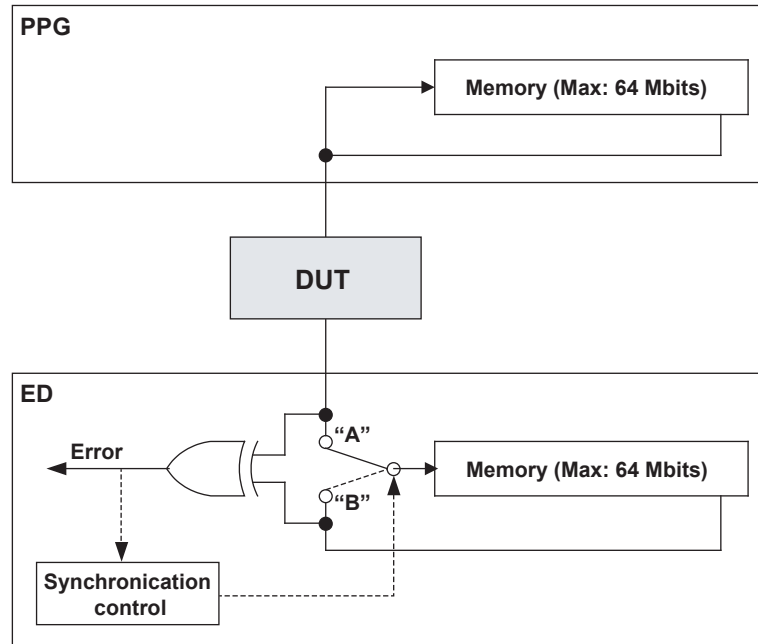 PPG
Memory (Max: 64 Mbits)
DUT
ED
“A”
Error
Memory (Max: 64 Mbits)
“B”
Synchronication
control